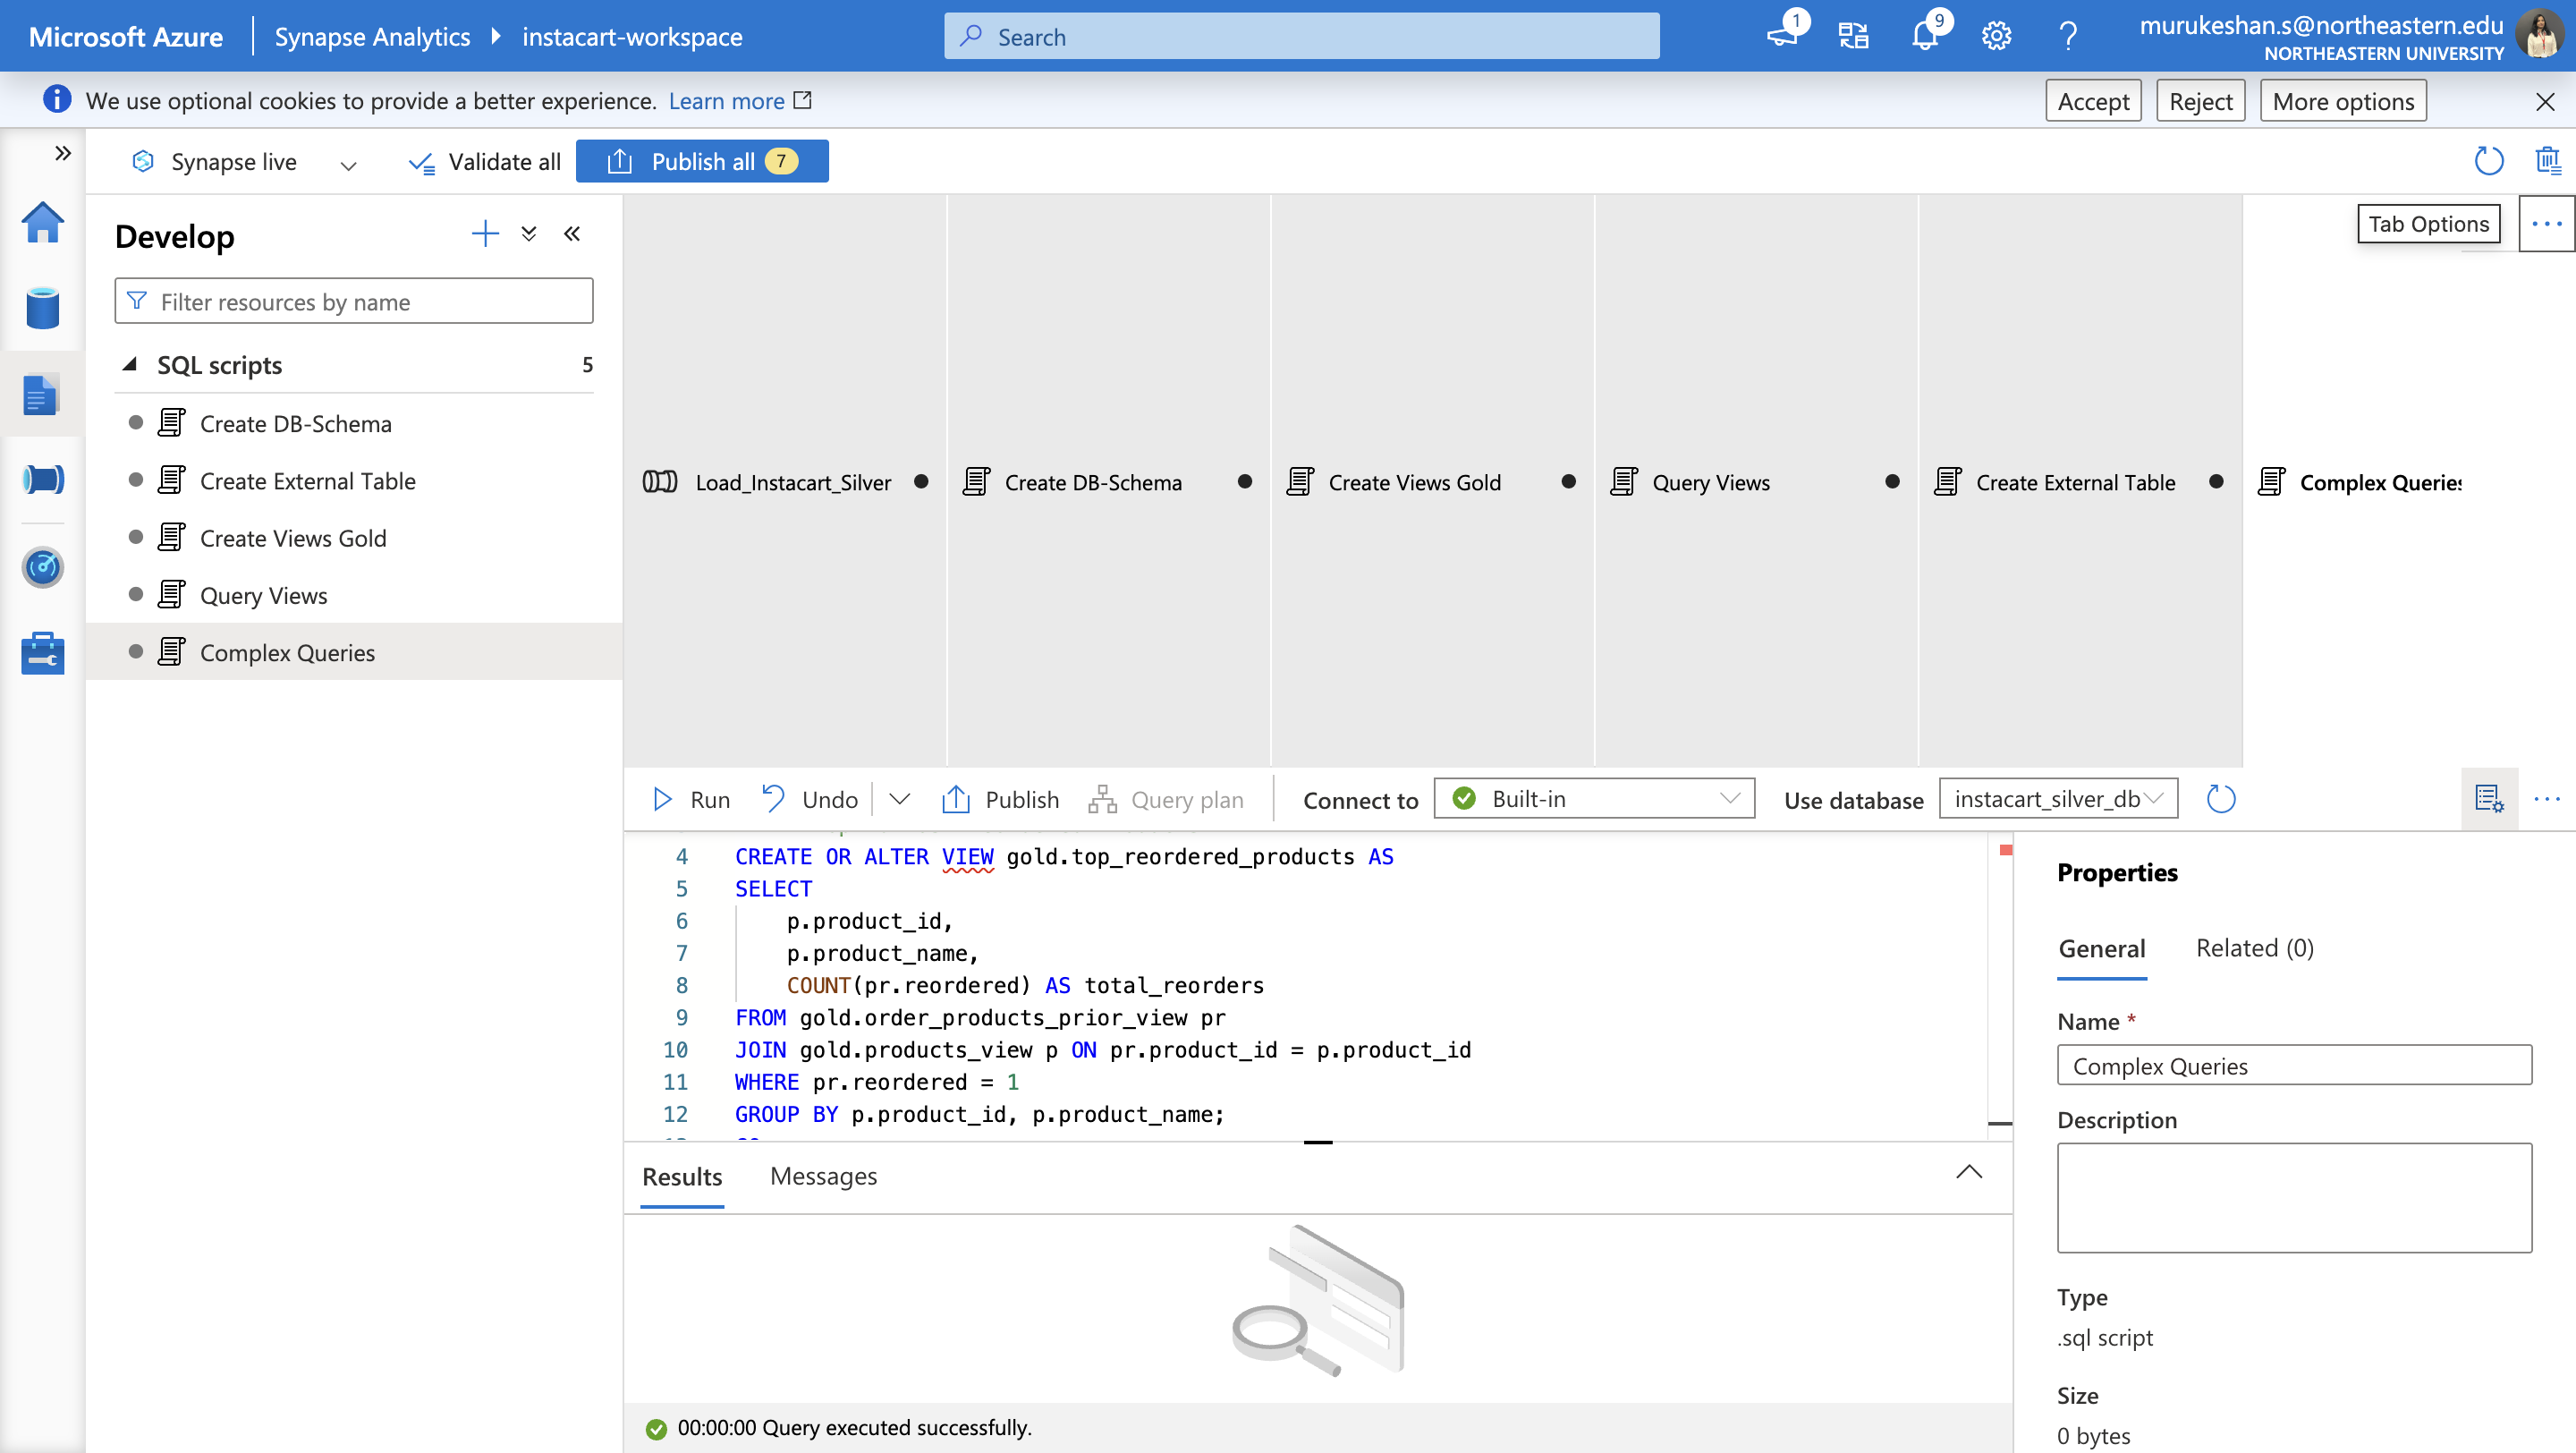 Microsoft Azure
Synapse Analytics
instacart-workspace
Search
1
9
murukeshan.s@northeastern.edu
NORTHEASTERN UNIVERSITY
We use optional cookies to provide a better experience. Learn more
Accept
Reject
More options
Synapse live
Validate all
Publish all 7
Develop
Filter resources by name
SQL scripts 5
Create DB-Schema
Create External Table
Create Views Gold
Query Views
Complex Queries
Tab Options
Load_Instacart_Silver
Create DB-Schema
Create Views Gold
Query Views
Create External Table
Complex Queries
Run
Undo
Publish
Query plan
Connect to
Built-in
Use database
instacart_silver_db
4 CREATE OR ALTER VIEW gold.top_reordered_products AS
5 SELECT
6 p.product_id,
7 p.product_name,
8 COUNT(pr.reordered) AS total_reorders
9 FROM gold.order_products_prior_view pr
10 JOIN gold.products_view p ON pr.product_id = p.product_id
11 WHERE pr.reordered = 1
12 GROUP BY p.product_id, p.product_name;
Results
Messages
00:00:00 Query executed successfully.
Properties
General
Related (0)
Name *
Complex Queries
Description
Type
.sql script
Size
0 bytes